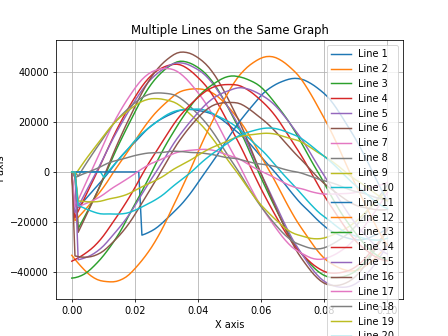 Multiple Lines on the Same Graph
40000
20000
0
−20000
−40000
0.00
0.02
0.04
0.06
X axis
Line 1
Line 2
Line 3
Line 4
Line 5
Line 6
Line 7
Line 8
Line 9
Line 10
Line 11
Line 12
Line 13
Line 14
Line 15
Line 16
Line 17
Line 18
Line 19
Line 20